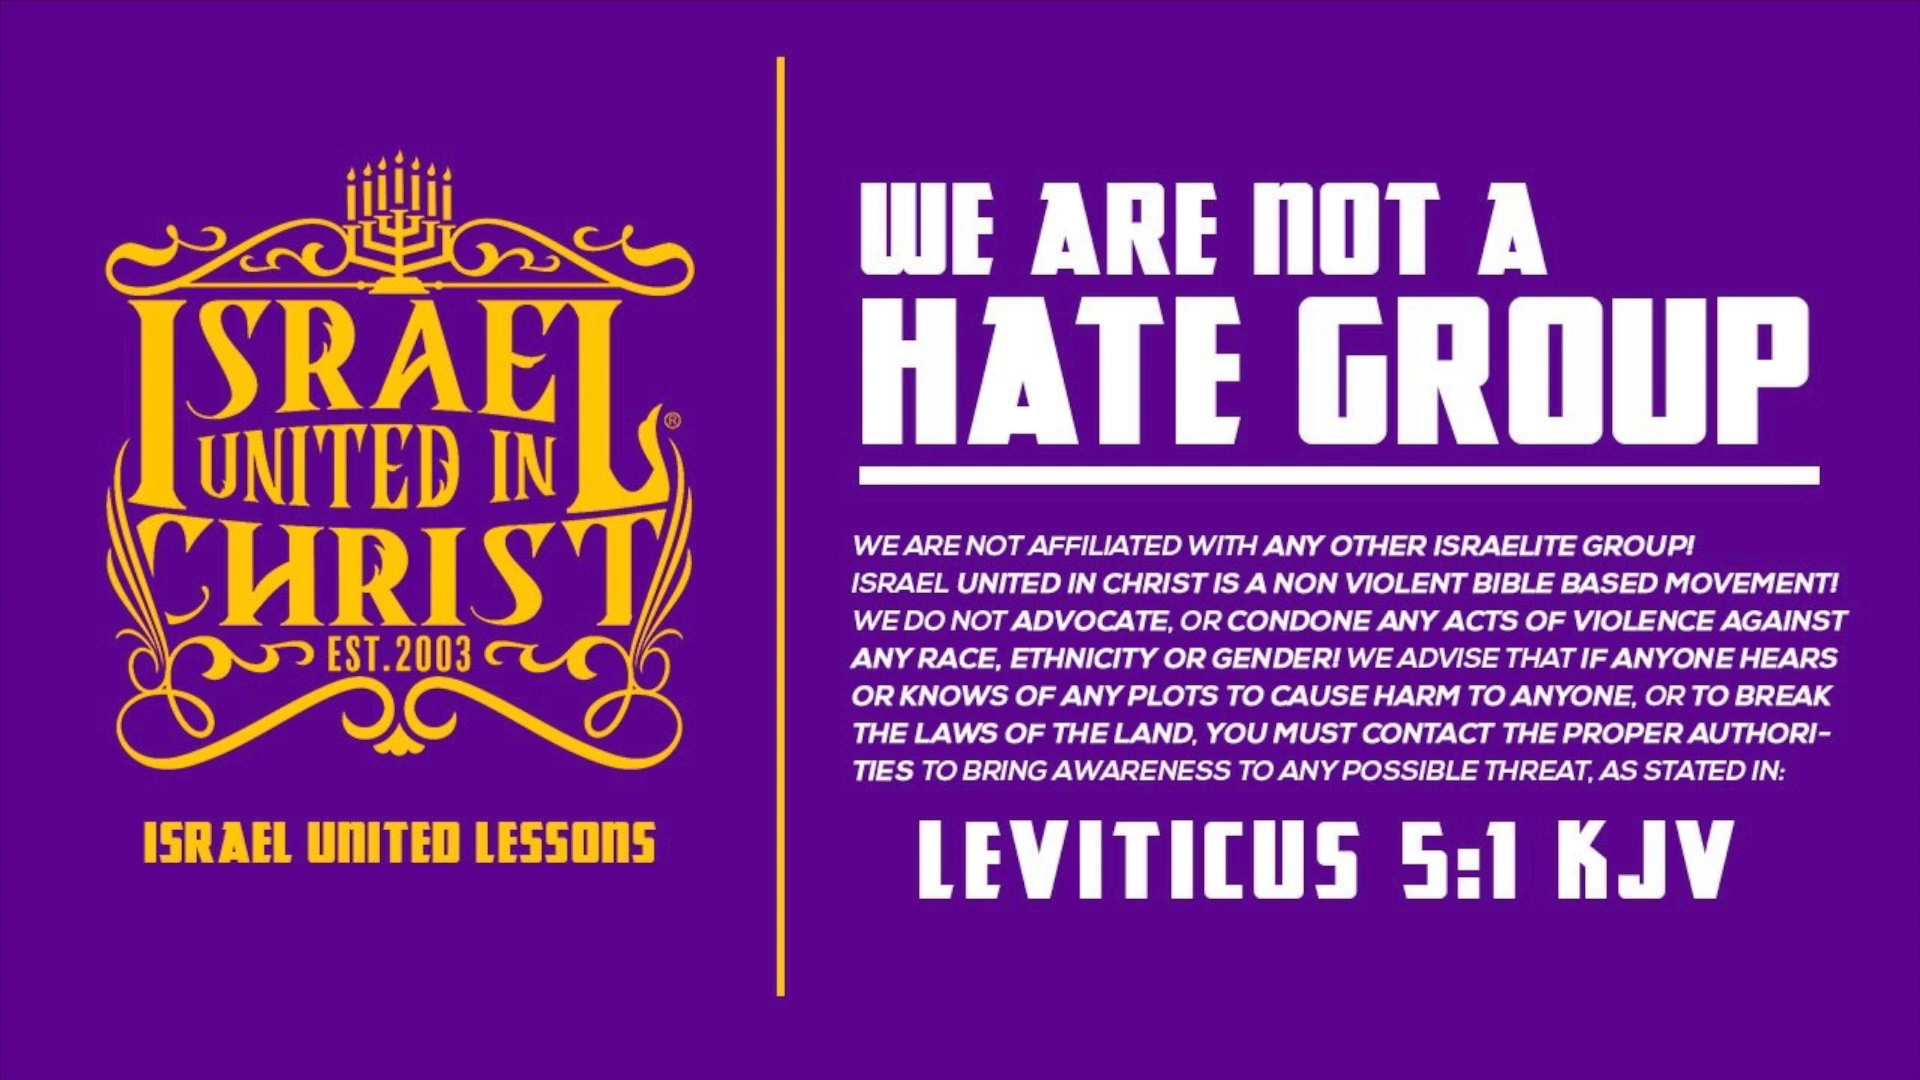 ISRAEL
UNITED IN
CHRIST
®
EST.2003
ISRAEL UNITED LESSONS
WE ARE NOT A
HATE GROUP
WE ARE NOT AFFILIATED WITH ANY OTHER ISRAELITE GROUP!
ISRAEL UNITED IN CHRIST IS A NON VIOLENT BIBLE BASED MOVEMENT!
WE DO NOT ADVOCATE, OR CONDONE ANY ACTS OF VIOLENCE AGAINST
ANY RACE, ETHNICITY OR GENDER! WE ADVISE THAT IF ANYONE HEARS
OR KNOWS OF ANY PLOTS TO CAUSE HARM TO ANYONE, OR TO BREAK
THE LAWS OF THE LAND, YOU MUST CONTACT THE PROPER AUTHORI-
TIES TO BRING AWARENESS TO ANY POSSIBLE THREAT, AS STATED IN:
LEVITICUS 5:1 KJV